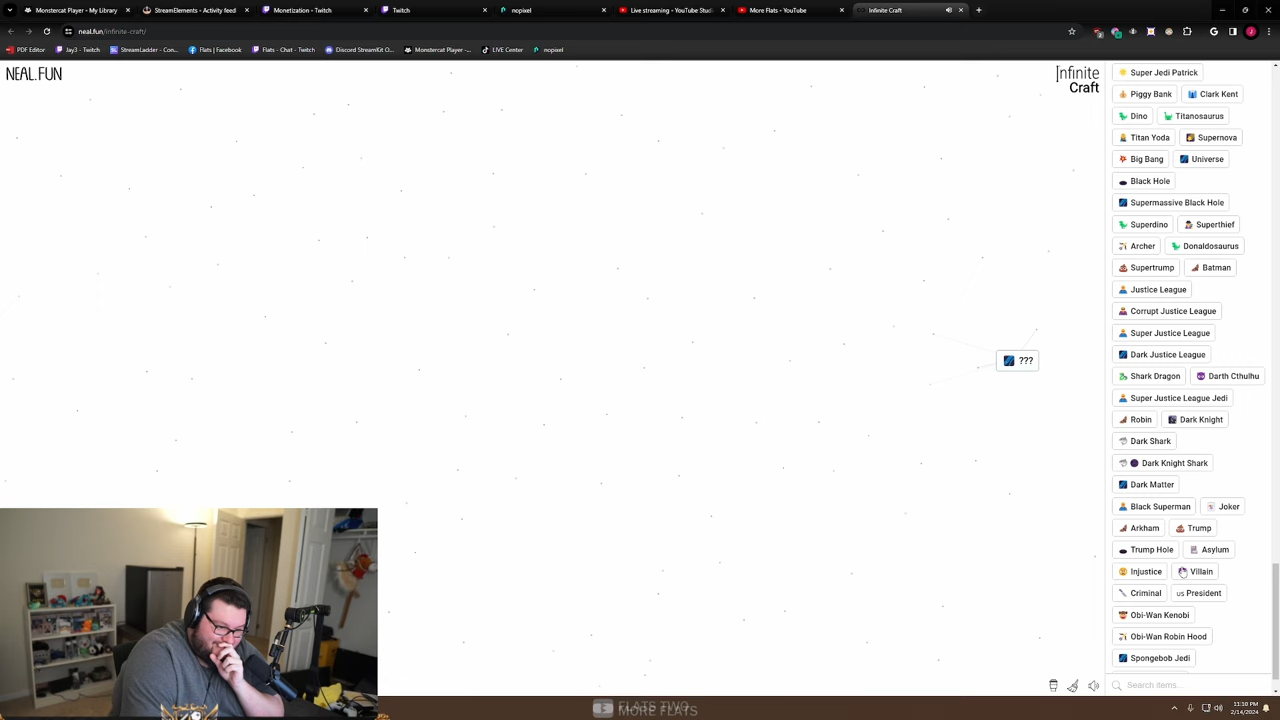 Monstercat Player - My Library
StreamElements - Activity feed
Monetization - Twitch
Twitch
nopixel
Live streaming - YouTube Stud
More Flats - YouTube
Infinite Craft
neal.fun/infinite-craft/
PDF Editor
Jay3 - Twitch
StreamLadder - Con...
Flats | Facebook
Flats - Chat - Twitch
Discord StreamKit O...
Monstercat Player -...
LIVE Center
nopixel
NEAL.FUN
Infinite
Craft
Super Jedi Patrick
Piggy Bank
Clark Kent
Dino
Titanosaurus
Titan Yoda
Supernova
Big Bang
Universe
Black Hole
Supermassive Black Hole
Superdino
Superthief
Archer
Donaldosaurus
Supertrump
Batman
Justice League
Corrupt Justice League
Super Justice League
Dark Justice League
???
Shark Dragon
Darth Cthulhu
Super Justice League Jedi
Robin
Dark Knight
Dark Shark
Dark Knight Shark
Dark Matter
Black Superman
Joker
Arkham
Trump
Trump Hole
Asylum
Injustice
Villain
Criminal
US President
Obi-Wan Kenobi
Obi-Wan Robin Hood
Spongebob Jedi
Search items...
FLATS TWO
MORE FLATS
11:10 PM
2/14/2024